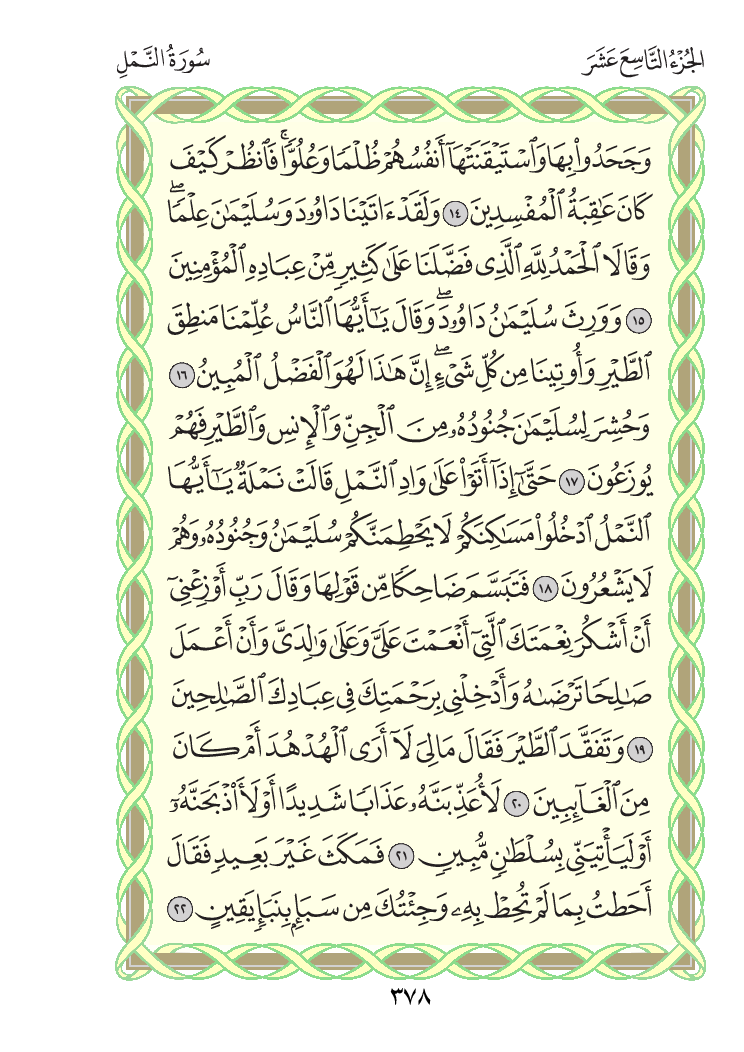 الجُزْءُ التَّاسِعَ عَشَرَ
سُورَةُ النَّمْلِ
وَجَحَدُواْ بِهَا وَٱسْتَيْقَنَتْهَآ أَنفُسُهُمْ ظُلْمًا وَعُلُوًّاۚ فَٱنظُرْ كَيْفَ
كَانَ عَٰقِبَةُ ٱلْمُفْسِدِينَ ١٤ وَلَقَدْ ءَاتَيْنَا دَاوُۥدَ وَسُلَيْمَٰنَ عِلْمًاۖ
وَقَالَا ٱلْحَمْدُ لِلَّهِ ٱلَّذِى فَضَّلَنَا عَلَىٰ كَثِيرٍ مِّنْ عِبَادِهِ ٱلْمُؤْمِنِينَ
١٥ وَوَرِثَ سُلَيْمَٰنُ دَاوُۥدَۖ وَقَالَ يَٰٓأَيُّهَا ٱلنَّاسُ عُلِّمْنَا مَنطِقَ
ٱلطَّيْرِ وَأُوتِينَا مِن كُلِّ شَىْءٍۖ إِنَّ هَٰذَا لَهُوَ ٱلْفَضْلُ ٱلْمُبِينُ ١٦
وَحُشِرَ لِسُلَيْمَٰنَ جُنُودُهُۥ مِنَ ٱلْجِنِّ وَٱلْإِنسِ وَٱلطَّيْرِ فَهُمْ
يُوزَعُونَ ١٧ حَتَّىٰٓ إِذَآ أَتَوْاْ عَلَىٰ وَادِ ٱلنَّمْلِ قَالَتْ نَمْلَةٌ يَٰٓأَيُّهَا
ٱلنَّمْلُ ٱدْخُلُواْ مَسَٰكِنَكُمْ لَا يَحْطِمَنَّكُمْ سُلَيْمَٰنُ وَجُنُودُهُۥ وَهُمْ
لَا يَشْعُرُونَ ١٨ فَتَبَسَّمَ ضَاحِكًا مِّن قَوْلِهَا وَقَالَ رَبِّ أَوْزِعْنِىٓ
أَنْ أَشْكُرَ نِعْمَتَكَ ٱلَّتِىٓ أَنْعَمْتَ عَلَىَّ وَعَلَىٰ وَٰلِدَىَّ وَأَنْ أَعْمَلَ
صَٰلِحًا تَرْضَىٰهُ وَأَدْخِلْنِى بِرَحْمَتِكَ فِى عِبَادِكَ ٱلصَّٰلِحِينَ
١٩ وَتَفَقَّدَ ٱلطَّيْرَ فَقَالَ مَالِىَ لَآ أَرَى ٱلْهُدْهُدَ أَمْ كَانَ
مِنَ ٱلْغَآئِبِينَ ٢٠ لَأُعَذِّبَنَّهُۥ عَذَابًا شَدِيدًا أَوْ لَأَاْذْبَحَنَّهُۥٓ
أَوْ لَيَأْتِيَنِّى بِسُلْطَٰنٍ مُّبِينٍ ٢١ فَمَكَثَ غَيْرَ بَعِيدٍ فَقَالَ
أَحَطتُ بِمَا لَمْ تُحِطْ بِهِۦ وَجِئْتُكَ مِن سَبَإٍۭ بِنَبَإٍ يَقِينٍ ٢٢
٣٧٨